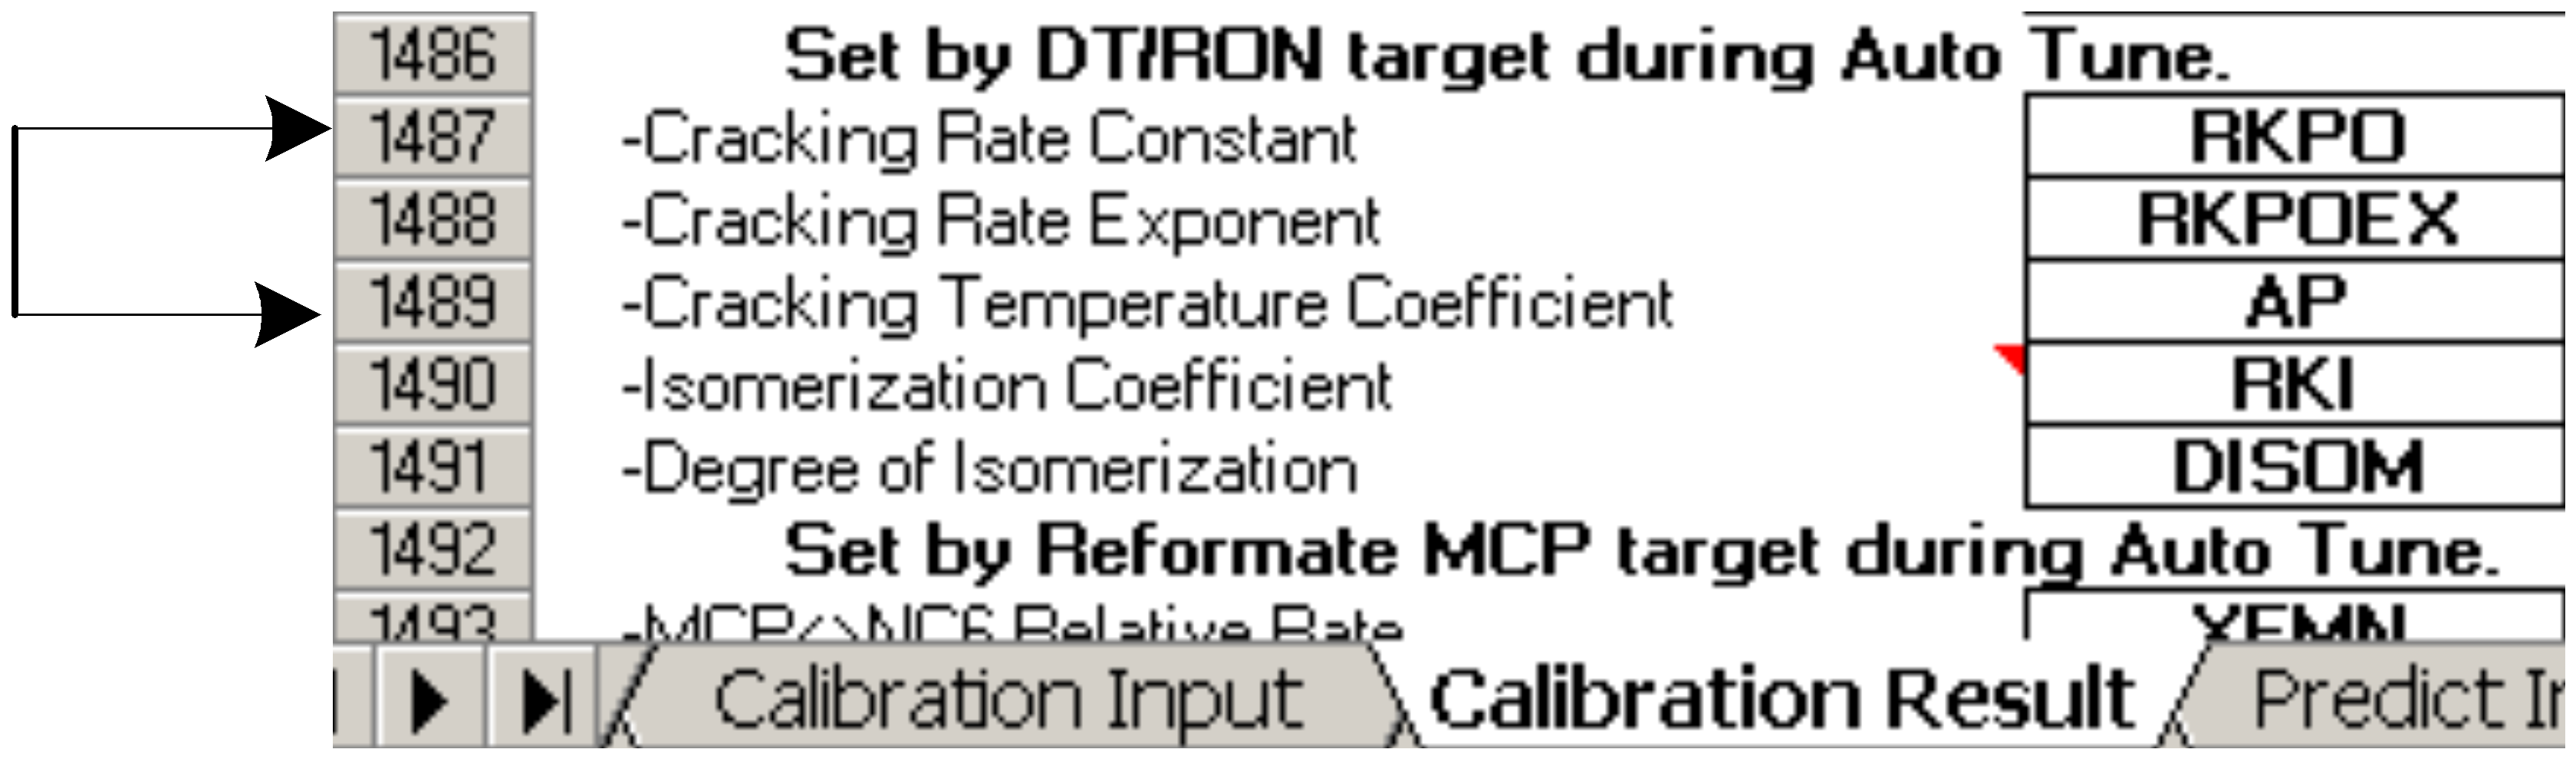 1486 Set by DT/RON target during Auto Tune.
1487 -Cracking Rate Constant RKPO
1488 -Cracking Rate Exponent RKPOEX
1489 -Cracking Temperature Coefficient AP
1490 -Isomerization Coefficient RKI
1491 -Degree of Isomerization DISOM
1492 Set by Reformate MCP target during Auto Tune.
1493 -MCP<>NC6 Relative Rate XFMN
Calibration Input Calibration Result Predict